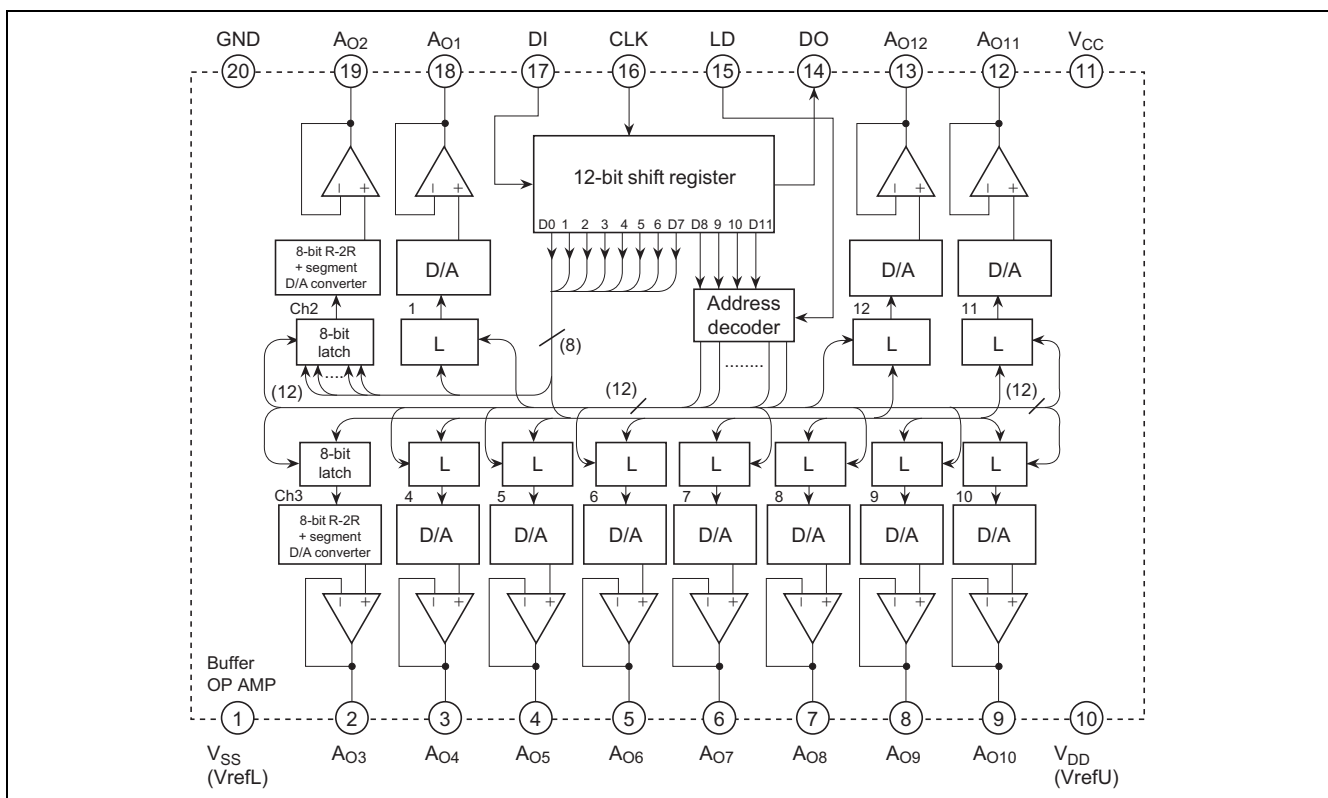 GND AO2 AO1 DI CLK LD DO AO12 AO11 VCC
20 19 18 17 16 15 14 13 12 11
12-bit shift register
D0 1 2 3 4 5 6 D7 D8 9 10 D11
− + − + − + − +
8-bit R-2R
+ segment
D/A converter
D/A D/A D/A
Address
decoder
Ch2 1 12 11
8-bit
latch
L L L
(8)
........
.....
(12) (12) (12)
8-bit
latch
L L L L L L L
Ch3 4 5 6 7 8 9 10
8-bit R-2R
+ segment
D/A converter
D/A D/A D/A D/A D/A D/A D/A
− + − + − + − + − + − + − + − +
Buffer
OP AMP
1 2 3 4 5 6 7 8 9 10
VSS
(VrefL)
AO3 AO4 AO5 AO6 AO7 AO8 AO9 AO10
VDD
(VrefU)